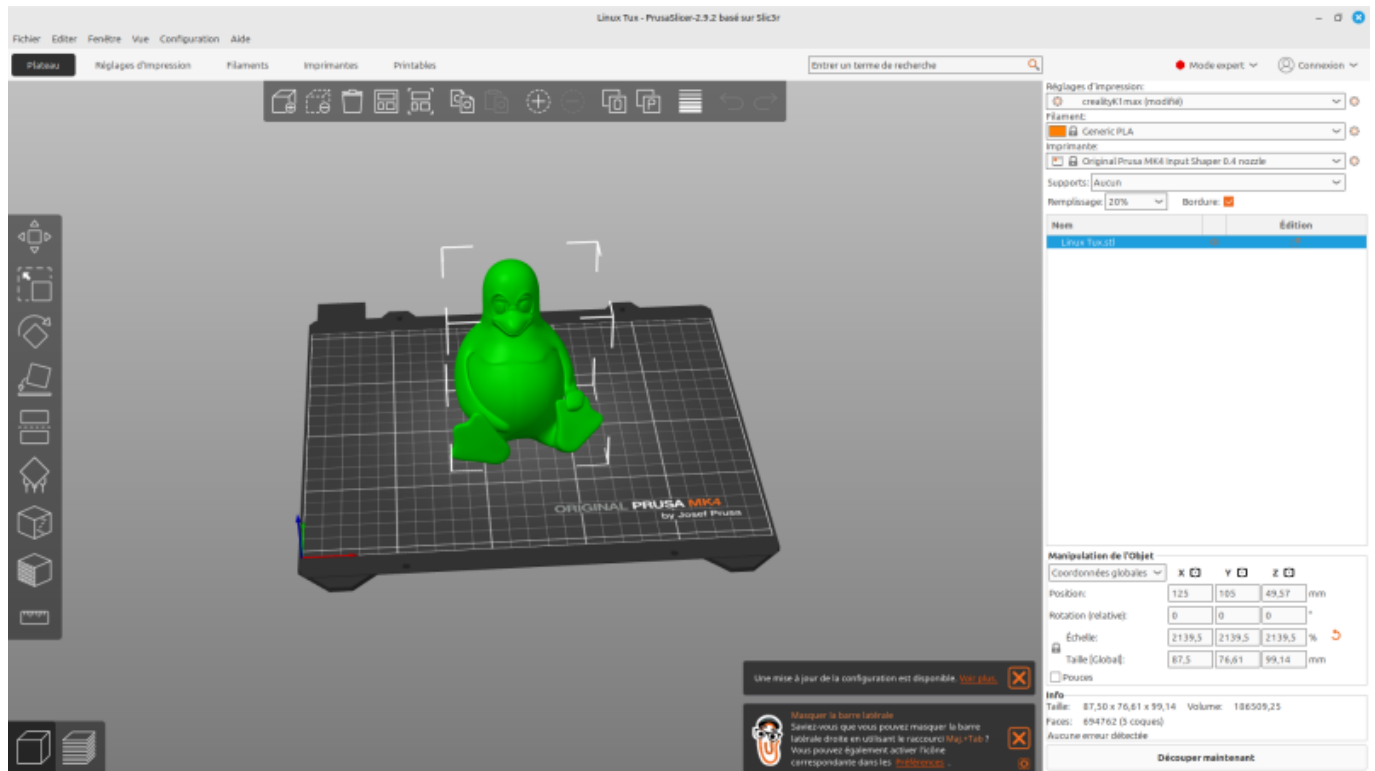 Linux Tux - PrusaSlicer-2.9.2 basé sur Slic3r
Fichier Editer Fenêtre Vue Configuration Aide
Plateau Réglages d'Impression Filaments Imprimantes Printables Entrer un terme de recherche Mode expert Connexion
Réglages d'Impression:
crealityK1max (modifié)
Filament:
Generic PLA
Imprimante:
Original Prusa MK4 Input Shaper 0.4 nozzle
Supports: Aucun
Remplissage: 20% Bordure:
Nom Édition
Linux Tux.stl
ORIGINAL PRUSA MK4
by Josef Prusa
Manipulation de l'Objet
Coordonnées globales X Y Z
Position: 125 105 49,57 mm
Rotation (relative): 0 0 0 °
Échelle: 2139,5 2139,5 2139,5 %
Taille [Global]: 87,5 76,61 99,14 mm
Pouces
Info
Taille: 87,50 x 76,61 x 99,14 Volume: 186509,25
Faces: 694762 (5 coques)
Aucune erreur détectée
Découper maintenant
Une mise à jour de la configuration est disponible. Voir plus.
Masquer la barre latérale
Saviez-vous que vous pouvez masquer la barre
latérale droite en utilisant le raccourci Maj.+Tab ?
Vous pouvez également activer l'icône
correspondante dans les Préférences .